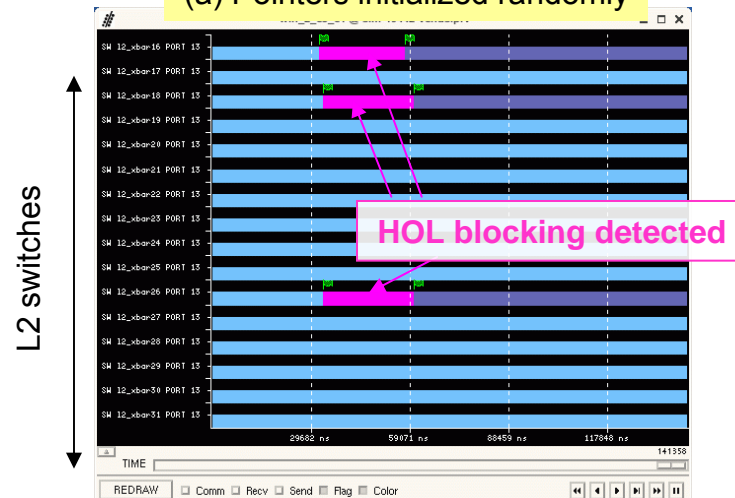 (a) Pointers initialized randomly
SW 12_xbar16 PORT 13
SW 12_xbar17 PORT 13
SW 12_xbar18 PORT 13
SW 12_xbar19 PORT 13
SW 12_xbar20 PORT 13
SW 12_xbar21 PORT 13
SW 12_xbar22 PORT 13
SW 12_xbar23 PORT 13
SW 12_xbar24 PORT 13
SW 12_xbar25 PORT 13
SW 12_xbar26 PORT 13
SW 12_xbar27 PORT 13
SW 12_xbar28 PORT 13
SW 12_xbar29 PORT 13
SW 12_xbar30 PORT 13
SW 12_xbar31 PORT 13
L2 switches
HOL blocking detected
29682 ns 59071 ns 88459 ns 117848 ns
141358
TIME
REDRAW Comm Recv Send Flag Color